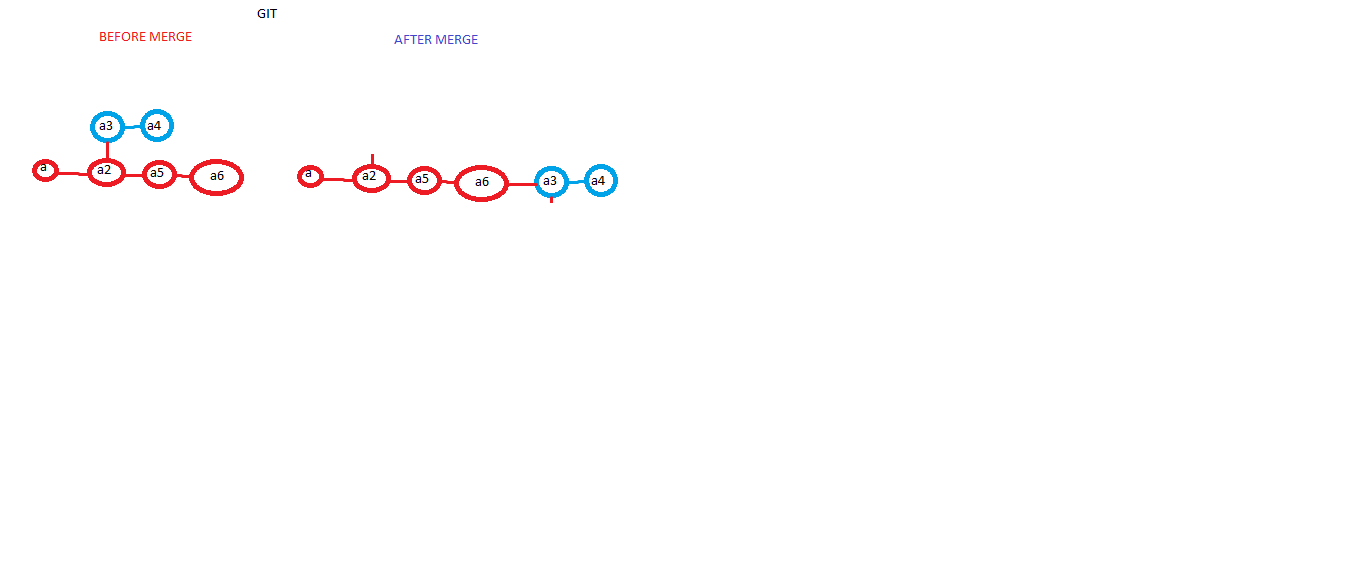 GIT
BEFORE MERGE
AFTER MERGE
a3 a4
a a2 a5 a6
a a2 a5 a6 a3 a4